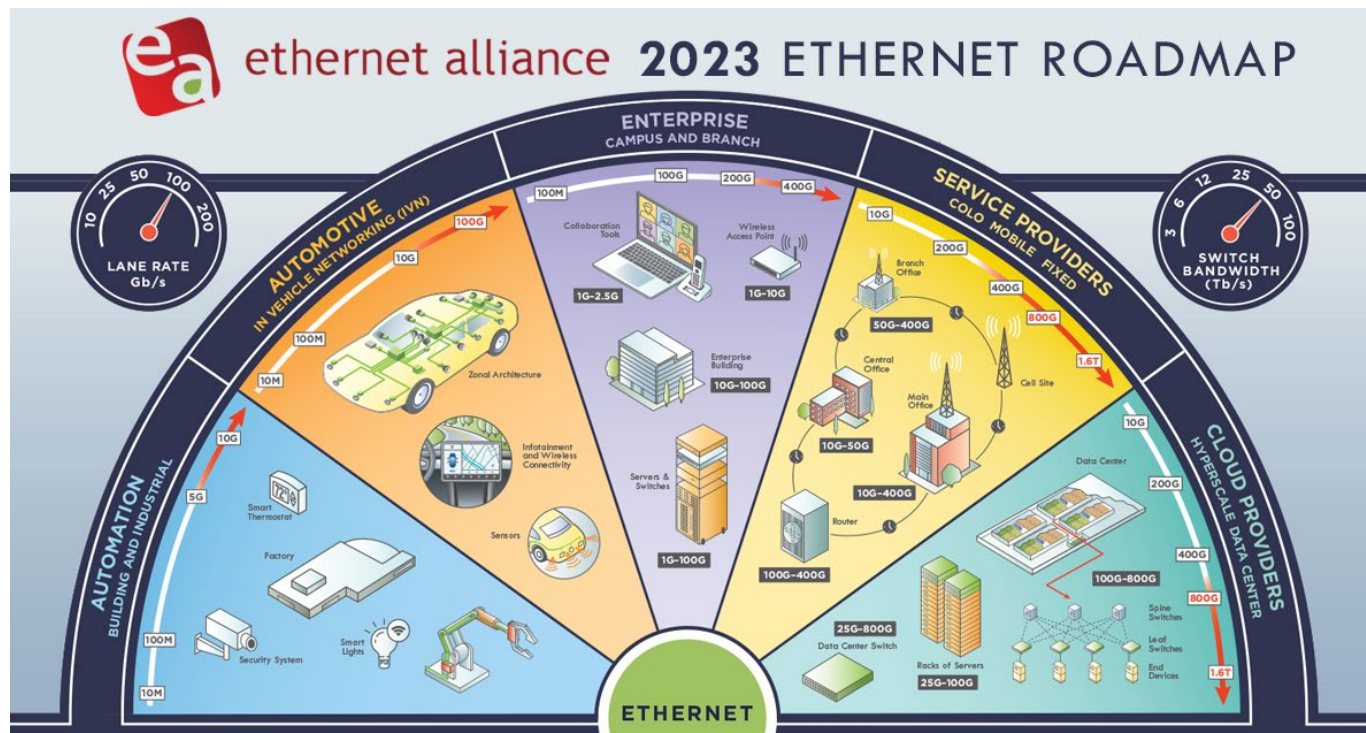 ea
ethernet alliance 2023 ETHERNET ROADMAP
10
25
50
100
200
LANE RATE
Gb/s
3
6
12
25
50
100
SWITCH
BANDWIDTH
(Tb/s)
AUTOMATION
BUILDING AND INDUSTRIAL
10M
100M
5G
10G
Smart
Thermostat
Factory
Security System
Smart
Lights
AUTOMOTIVE
IN VEHICLE NETWORKING (IVN)
10M
100M
10G
100G
Zonal Architecture
Infotainment
and Wireless
Connectivity
Sensors
ENTERPRISE
CAMPUS AND BRANCH
100M
100G
200G
400G
Collaboration
Tools
1G-2.5G
Wireless
Access Point
1G-10G
Enterprise
Building
10G-100G
Servers &
Switches
1G-100G
SERVICE PROVIDERS
COLO MOBILE FIXED
10G
200G
400G
800G
1.6T
Branch
Office
50G-400G
Cell Site
Central
Office
10G-50G
Main
Office
10G-400G
Router
100G-400G
CLOUD PROVIDERS
HYPERSCALE DATA CENTER
10G
200G
400G
800G
1.6T
Data Center
100G-800G
Spine
Switches
Leaf
Switches
End
Devices
25G-800G
Data Center Switch
Racks of Servers
25G-100G
ETHERNET